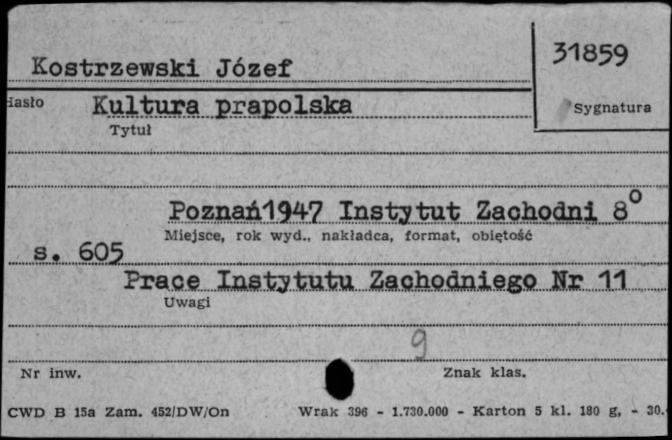 31859
Kostrzewski Józef
Hasło Kultura prapolska
Sygnatura
Tytuł
Poznań1947 Instytut Zachodni 8°
Miejsce, rok wyd., nakładca, format, objętość
s. 605
Prace Instytutu Zachodniego Nr 11
Uwagi
9
Nr inw. Znak klas.
CWD B 15a Zam. 452/DW/On Wrak 396 - 1.730.000 - Karton 5 kl. 180 g, - 30.